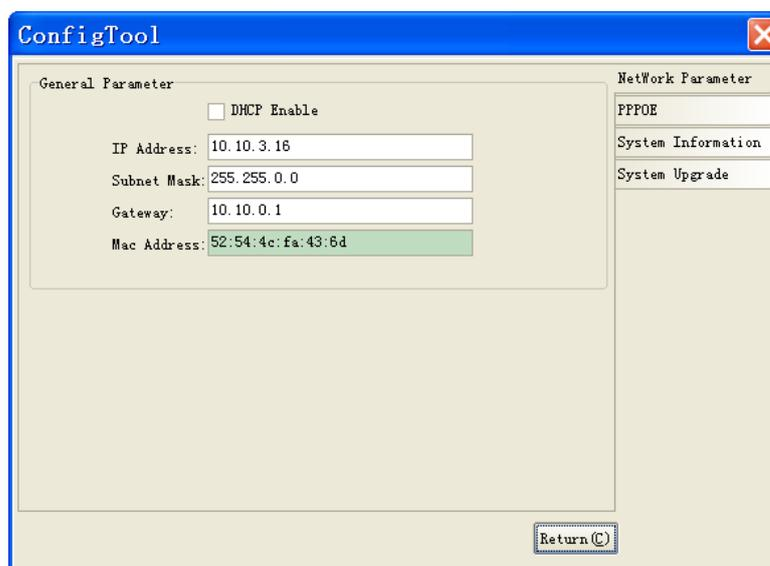 ConfigTool
General Parameter
DHCP Enable
IP Address: 10.10.3.16
Subnet Mask: 255.255.0.0
Gateway: 10.10.0.1
Mac Address: 52:54:4c:fa:43:6d
NetWork Parameter
PPPOE
System Information
System Upgrade
Return(C)